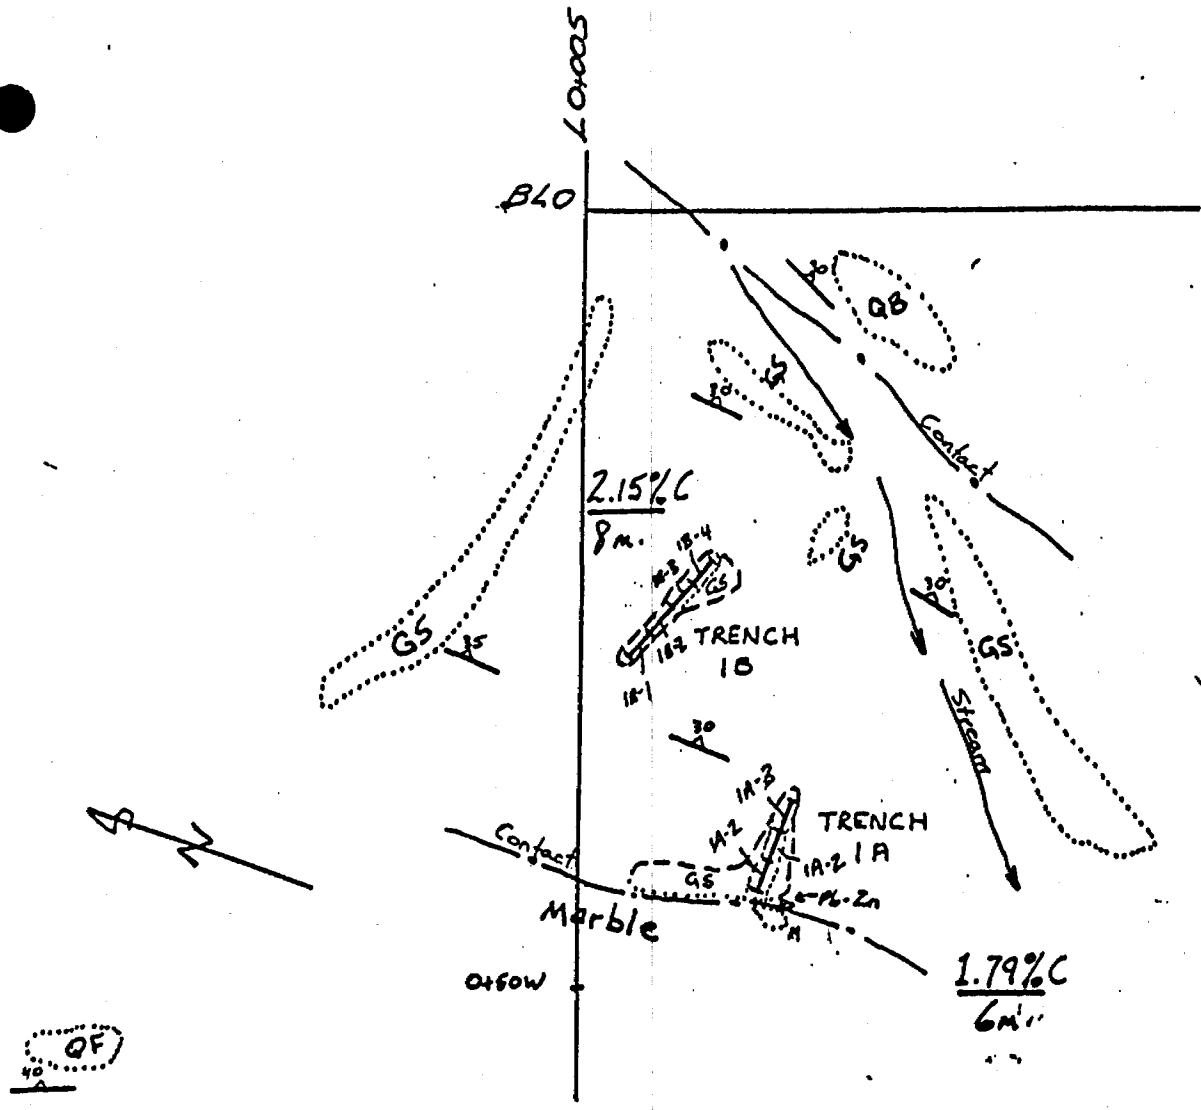 L0+00S
BL0
30
QB
GS
30
Contact
2.15%C
8m.
1B-4
1B-3
GS
GS
30
TRENCH
1B
1B-2
1B-1
GS
35
GS
30
Stream
1A-3
TRENCH
1A
1A-2
1A-2
N
Contact
GS
Pb-Zn
Marble
M
0+50W
1.79%C
6m
QF
40